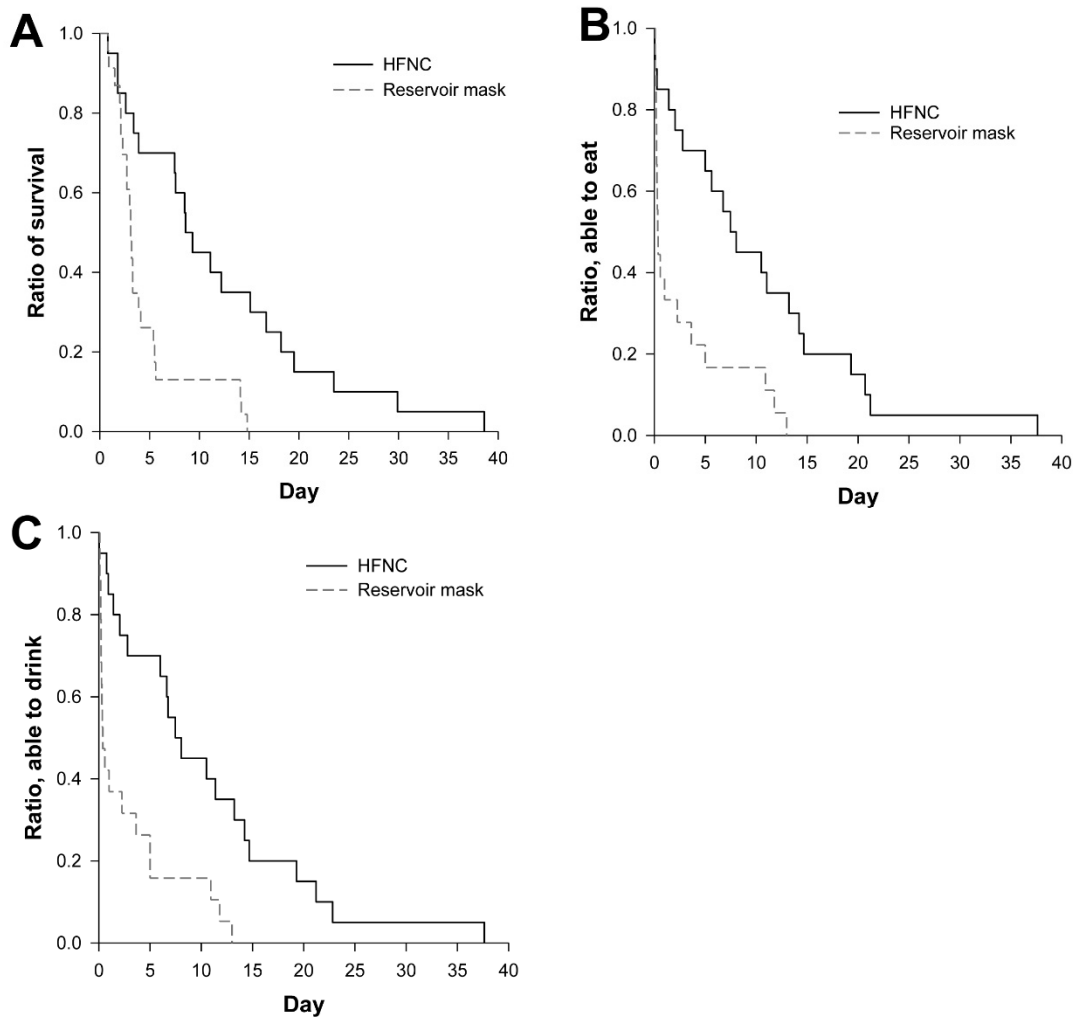 A
1.0
0.8
0.6
0.4
0.2
0.0
Ratio of survival
HFNC
Reservoir mask
0 5 10 15 20 25 30 35 40
Day
B
1.0
0.8
0.6
0.4
0.2
0.0
Ratio, able to eat
HFNC
Reservoir mask
0 5 10 15 20 25 30 35 40
Day
C
1.0
0.8
0.6
0.4
0.2
0.0
Ratio, able to drink
HFNC
Reservoir mask
0 5 10 15 20 25 30 35 40
Day